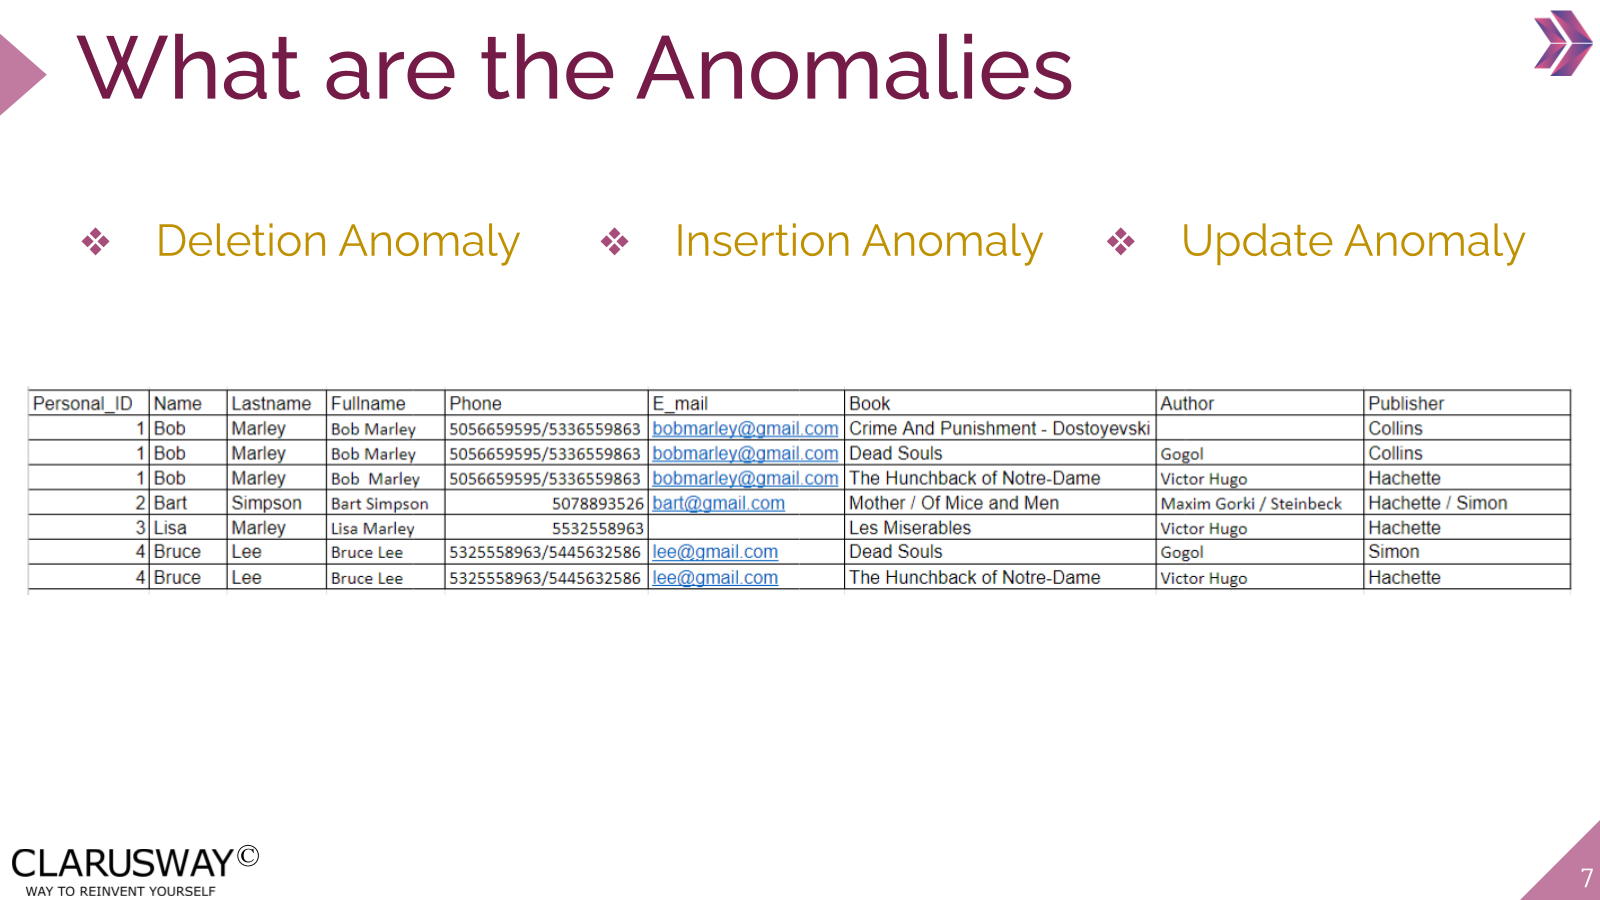 What are the Anomalies
❖ Deletion Anomaly ❖ Insertion Anomaly ❖ Update Anomaly
Personal_ID Name Lastname Fullname Phone E_mail Book Author Publisher
1 Bob Marley Bob Marley 5056659595/5336559863 bobmarley@gmail.com Crime And Punishment - Dostoyevski Collins
1 Bob Marley Bob Marley 5056659595/5336559863 bobmarley@gmail.com Dead Souls Gogol Collins
1 Bob Marley Bob  Marley 5056659595/5336559863 bobmarley@gmail.com The Hunchback of Notre-Dame Victor Hugo Hachette
2 Bart Simpson Bart Simpson 5078893526 bart@gmail.com Mother / Of Mice and Men Maxim Gorki / Steinbeck Hachette / Simon
3 Lisa Marley Lisa Marley 5532558963 Les Miserables Victor Hugo Hachette
4 Bruce Lee Bruce Lee 5325558963/5445632586 lee@gmail.com Dead Souls Gogol Simon
4 Bruce Lee Bruce Lee 5325558963/5445632586 lee@gmail.com The Hunchback of Notre-Dame Victor Hugo Hachette
CLARUSWAY©
WAY TO REINVENT YOURSELF
7